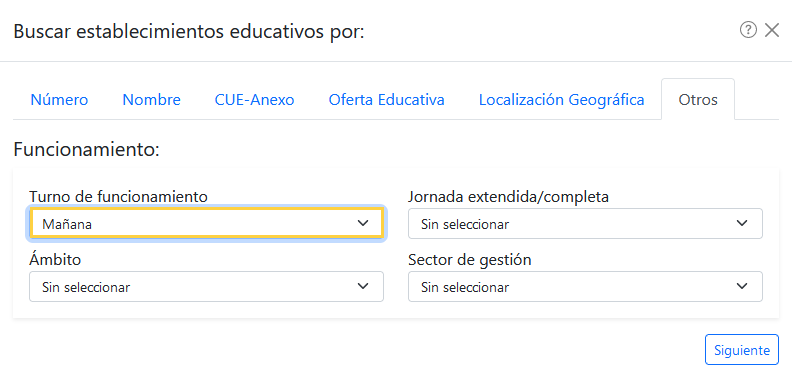 Buscar establecimientos educativos por:
Número Nombre CUE-Anexo Oferta Educativa Localización Geográfica Otros
Funcionamiento:
Turno de funcionamiento Jornada extendida/completa
Mañana Sin seleccionar
Ámbito Sector de gestión
Sin seleccionar Sin seleccionar
Siguiente